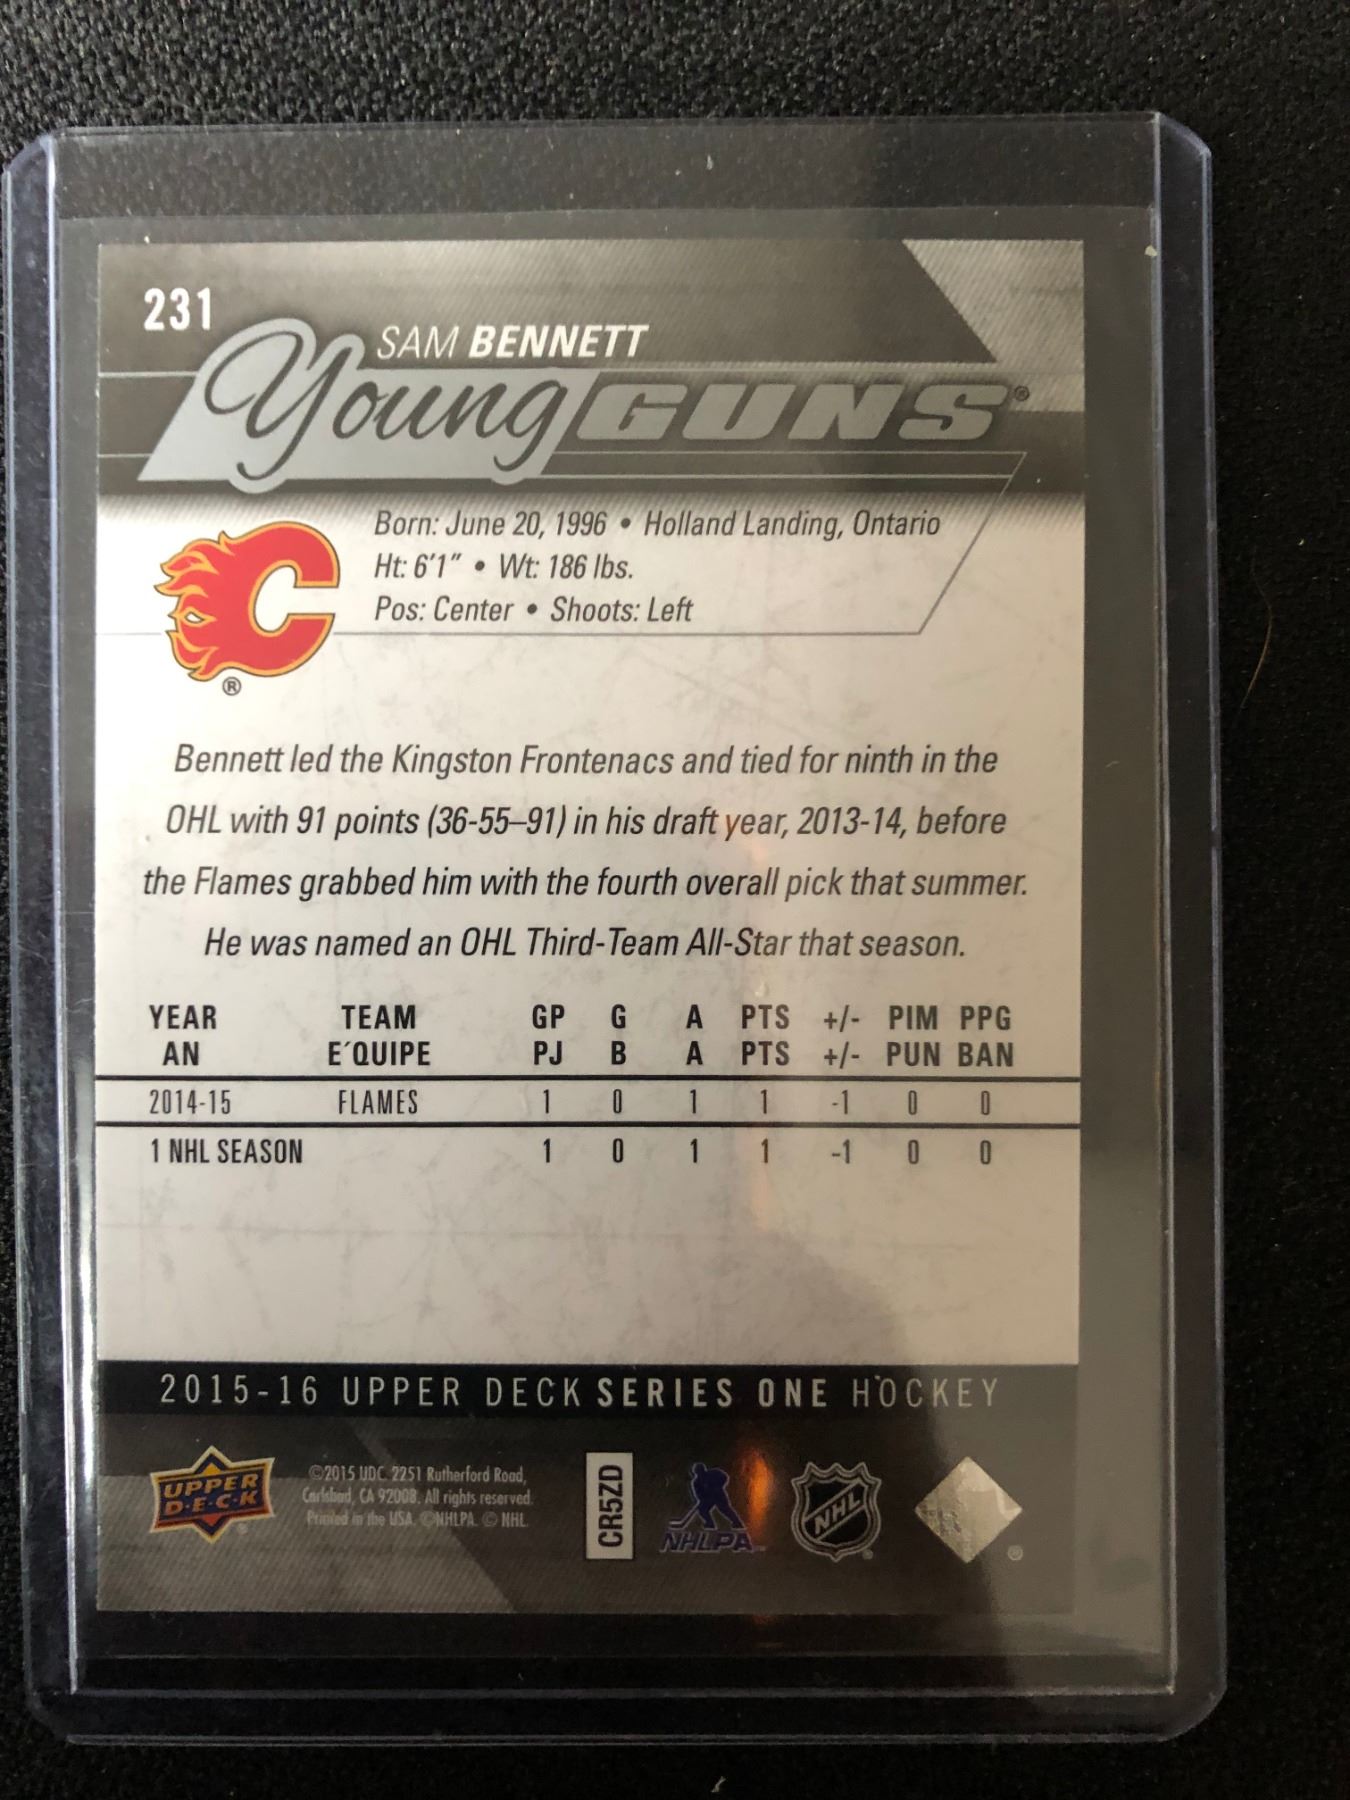 231
SAM BENNETT
Young GUNS®
Born: June 20, 1996 • Holland Landing, Ontario
Ht: 6'1" • Wt: 186 lbs.
Pos: Center • Shoots: Left
®
Bennett led the Kingston Frontenacs and tied for ninth in the
OHL with 91 points (36-55–91) in his draft year, 2013-14, before
the Flames grabbed him with the fourth overall pick that summer.
He was named an OHL Third-Team All-Star that season.
YEAR TEAM GP G A PTS +/- PIM PPG
AN E´QUIPE PJ B A PTS +/- PUN BAN
2014-15 FLAMES 1 0 1 1 -1 0 0
1 NHL SEASON 1 0 1 1 -1 0 0
2015-16 UPPER DECK SERIES ONE HOCKEY
UPPER
D·E·C·K
©2015 UDC. 2251 Rutherford Road,
Carlsbad, CA 92008. All rights reserved.
Printed in the USA. ©NHLPA. © NHL.
CR5ZD
NHLPA
NHL
®